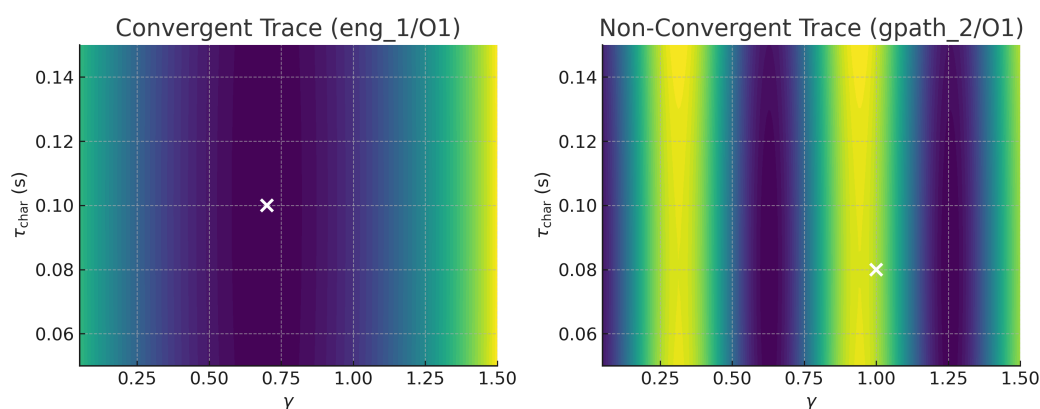 Convergent Trace (eng_1/O1)
Non-Convergent Trace (gpath_2/O1)
τchar (s)
0.14
0.12
0.10
0.08
0.06
0.25 0.50 0.75 1.00 1.25 1.50
γ
τchar (s)
0.14
0.12
0.10
0.08
0.06
0.25 0.50 0.75 1.00 1.25 1.50
γ